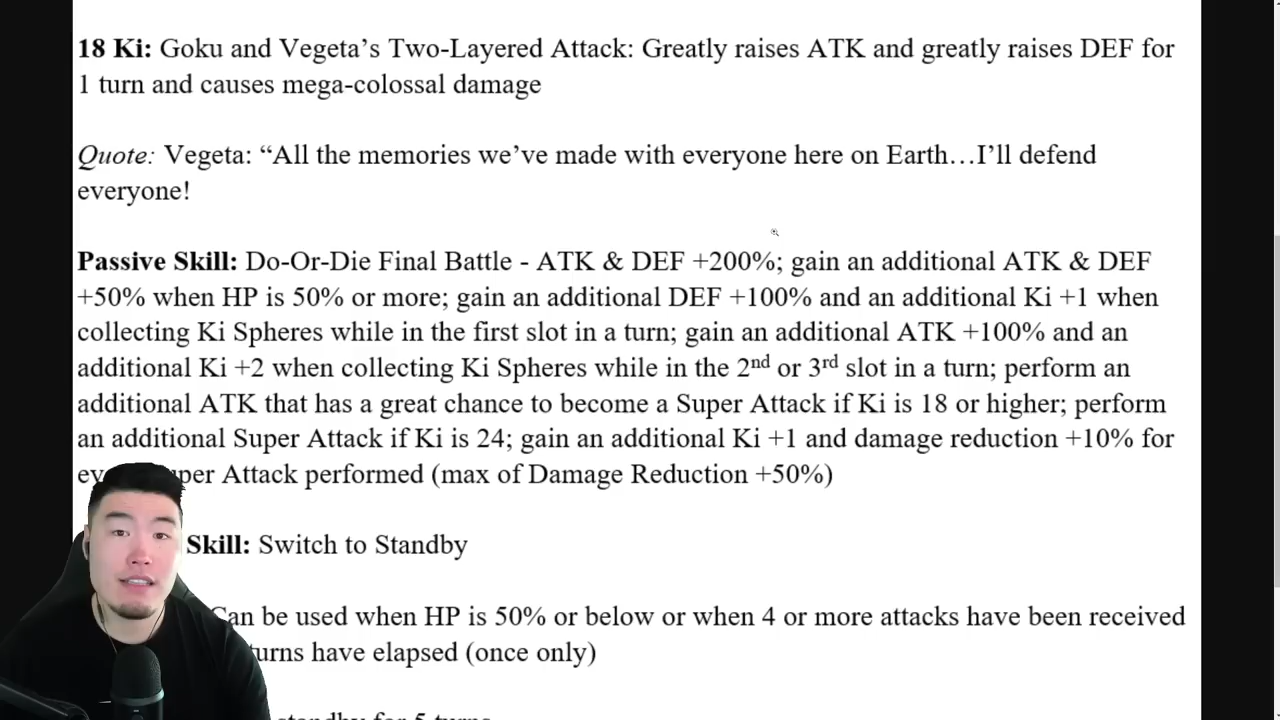 18 Ki: Goku and Vegeta’s Two-Layered Attack: Greatly raises ATK and greatly raises DEF for
1 turn and causes mega-colossal damage
Quote: Vegeta: “All the memories we’ve made with everyone here on Earth…I’ll defend
everyone!
Passive Skill: Do-Or-Die Final Battle - ATK & DEF +200%; gain an additional ATK & DEF
+50% when HP is 50% or more; gain an additional DEF +100% and an additional Ki +1 when
collecting Ki Spheres while in the first slot in a turn; gain an additional ATK +100% and an
additional Ki +2 when collecting Ki Spheres while in the 2nd or 3rd slot in a turn; perform an
additional ATK that has a great chance to become a Super Attack if Ki is 18 or higher; perform
an additional Super Attack if Ki is 24; gain an additional Ki +1 and damage reduction +10% for
Attack performed (max of Damage Reduction +50%)
Skill: Switch to Standby
Can be used when HP is 50% or below or when 4 or more attacks have been received
turns have elapsed (once only)
standby for 5 turns